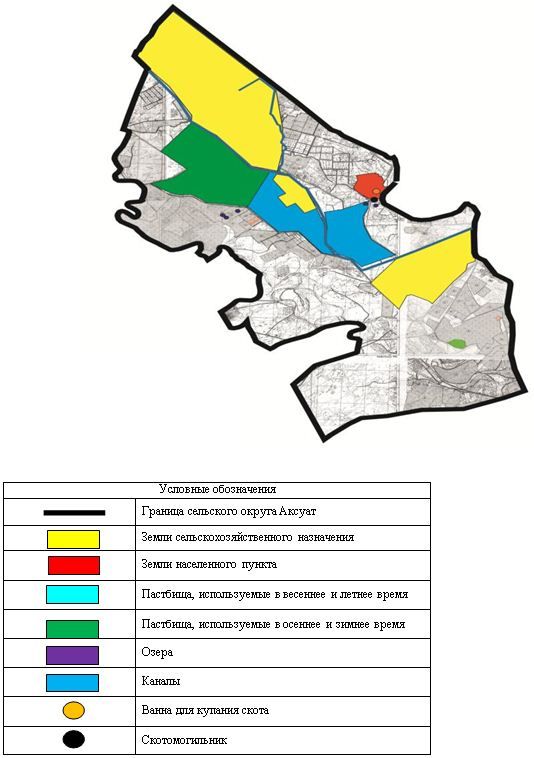 Условные обозначения
Граница сельского округа Аксуат
Земли сельскохозяйственного назначения
Земли населенного пункта
Пастбища, используемые в весеннее и летнее время
Пастбища, используемые в осеннее и зимнее время
Озера
Каналы
Ванна для купания скота
Скотомогильник